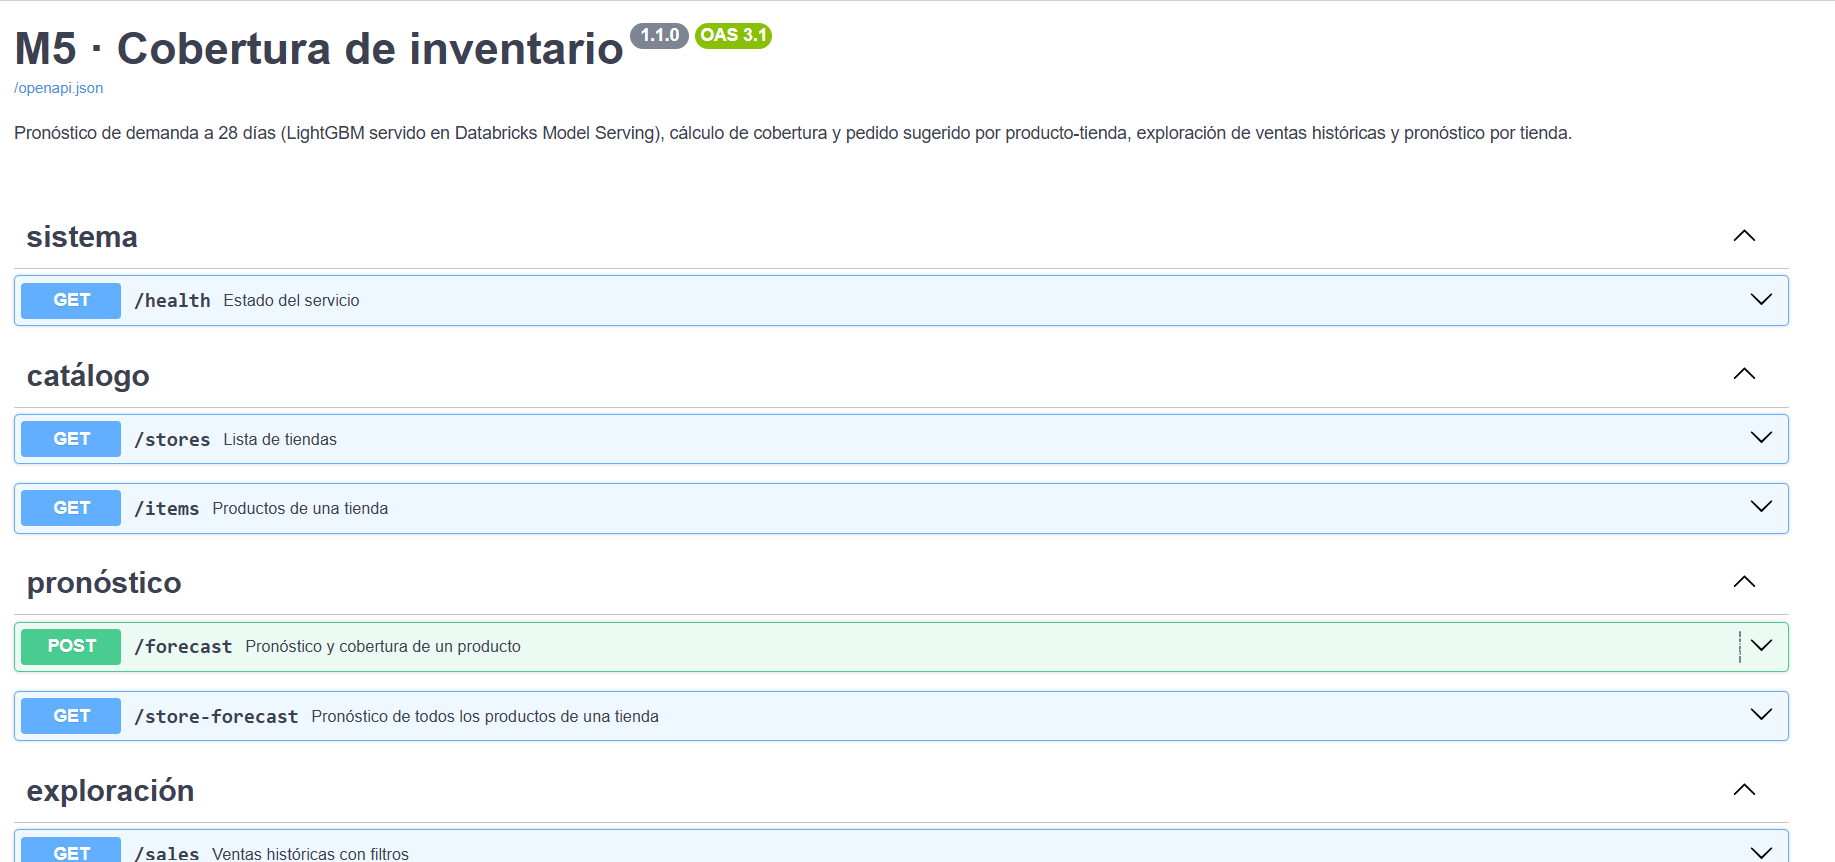 M5 · Cobertura de inventario 1.1.0 OAS 3.1
/openapi.json
Pronóstico de demanda a 28 días (LightGBM servido en Databricks Model Serving), cálculo de cobertura y pedido sugerido por producto-tienda, exploración de ventas históricas y pronóstico por tienda.
sistema
GET /health Estado del servicio
catálogo
GET /stores Lista de tiendas
GET /items Productos de una tienda
pronóstico
POST /forecast Pronóstico y cobertura de un producto
GET /store-forecast Pronóstico de todos los productos de una tienda
exploración
GET /sales Ventas históricas con filtros